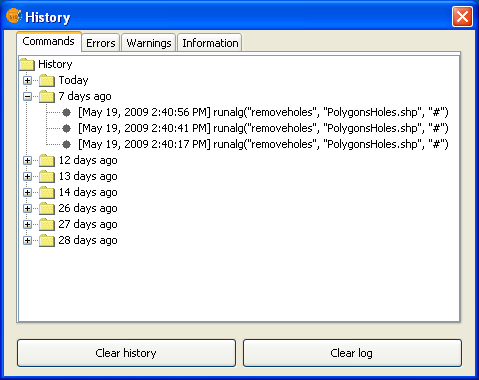 History
Commands Errors Warnings Information
History
Today
7 days ago
[May 19, 2009 2:40:56 PM] runalg("removeholes", "PolygonsHoles.shp", "#")
[May 19, 2009 2:40:41 PM] runalg("removeholes", "PolygonsHoles.shp", "#")
[May 19, 2009 2:40:17 PM] runalg("removeholes", "PolygonsHoles.shp", "#")
12 days ago
13 days ago
14 days ago
26 days ago
27 days ago
28 days ago
Clear history Clear log